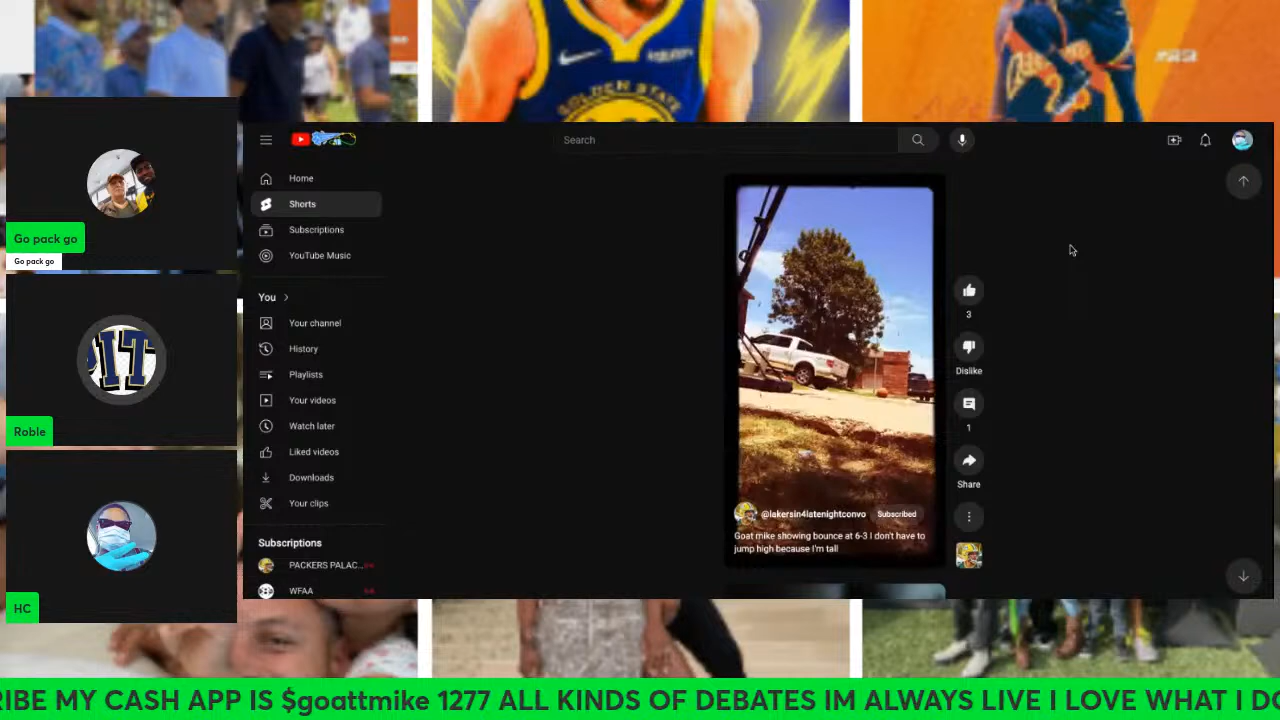 GOLDEN STATE
Search
Home
Shorts
Subscriptions
YouTube Music
You
Your channel
History
Playlists
Your videos
Watch later
Liked videos
Downloads
Your clips
Subscriptions
PACKERS PALAC...
WFAA
3
Dislike
1
Share
@lakersin4latenightconvo Subscribed
Goat mike showing bounce at 6-3 I don't have to
jump high because I'm tall
Go pack go
Go pack go
Roble
HC
RIBE MY CASH APP IS $goattmike 1277 ALL KINDS OF DEBATES IM ALWAYS LIVE I LOVE WHAT I DO